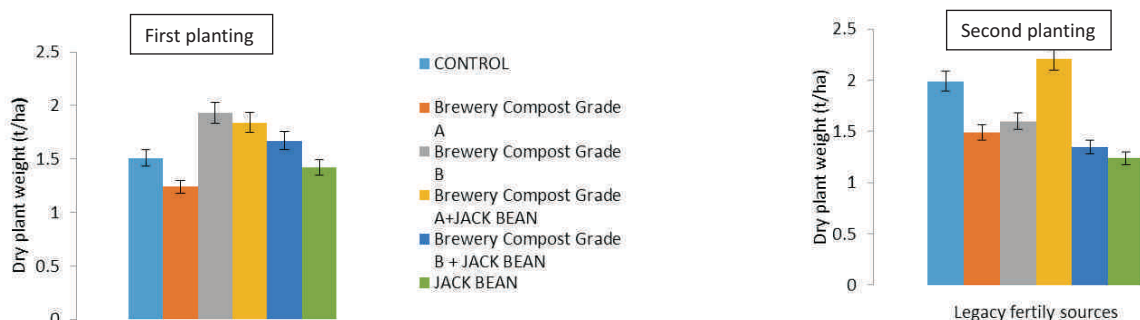 First planting
2.5
2
1.5
1
0.5
0
Dry plant weight (t/ha)
CONTROL
Brewery Compost Grade
A
Brewery Compost Grade
B
Brewery Compost Grade
A+JACK BEAN
Brewery Compost Grade
B + JACK BEAN
JACK BEAN
Second planting
2.5
2
1.5
1
0.5
0
Dry plant weight (t/ha)
Legacy fertily sources